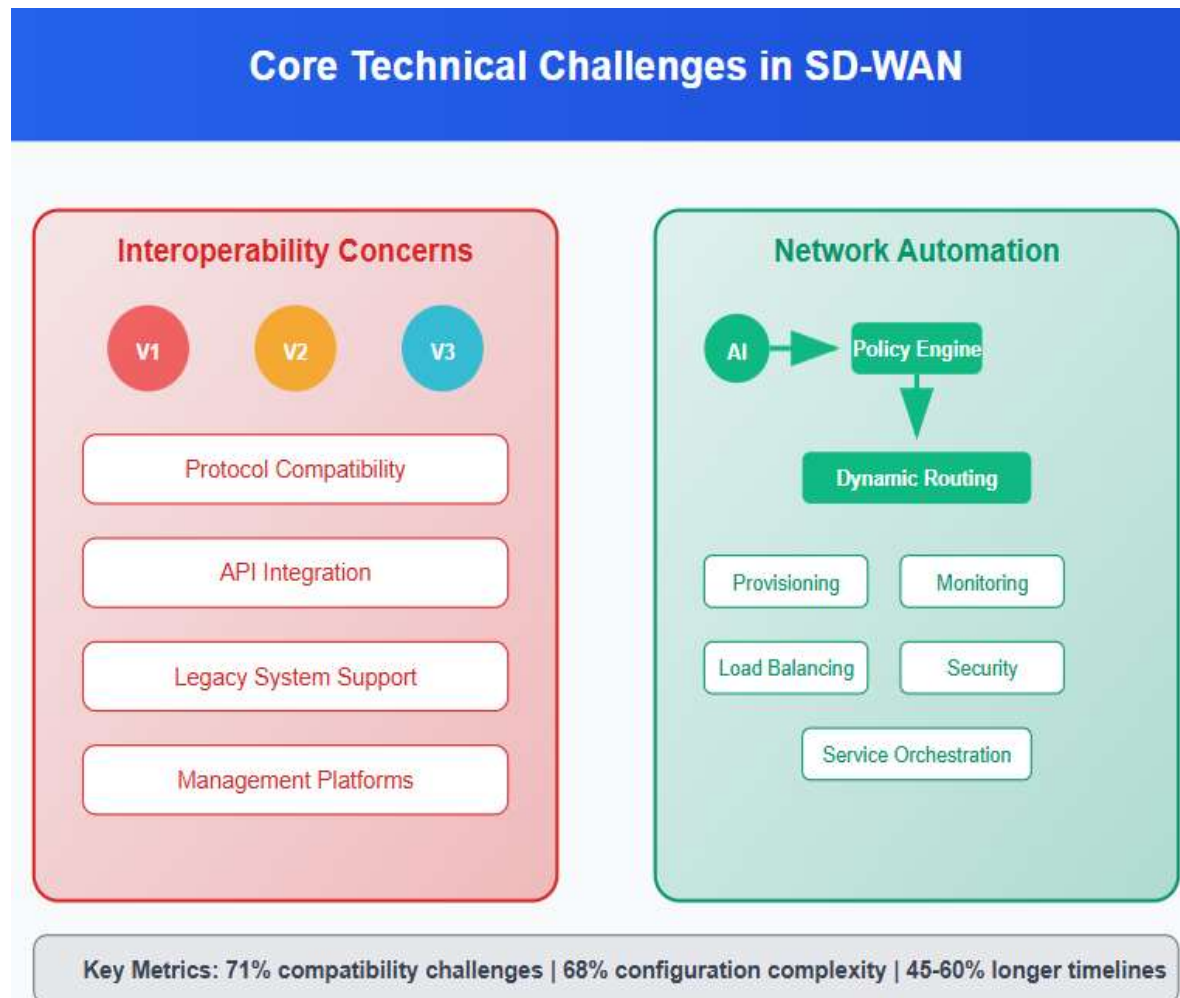 Core Technical Challenges in SD-WAN
Interoperability Concerns
V1 V2 V3
Protocol Compatibility
API Integration
Legacy System Support
Management Platforms
Network Automation
AI Policy Engine
Dynamic Routing
Provisioning Monitoring
Load Balancing Security
Service Orchestration
Key Metrics: 71% compatibility challenges | 68% configuration complexity | 45-60% longer timelines